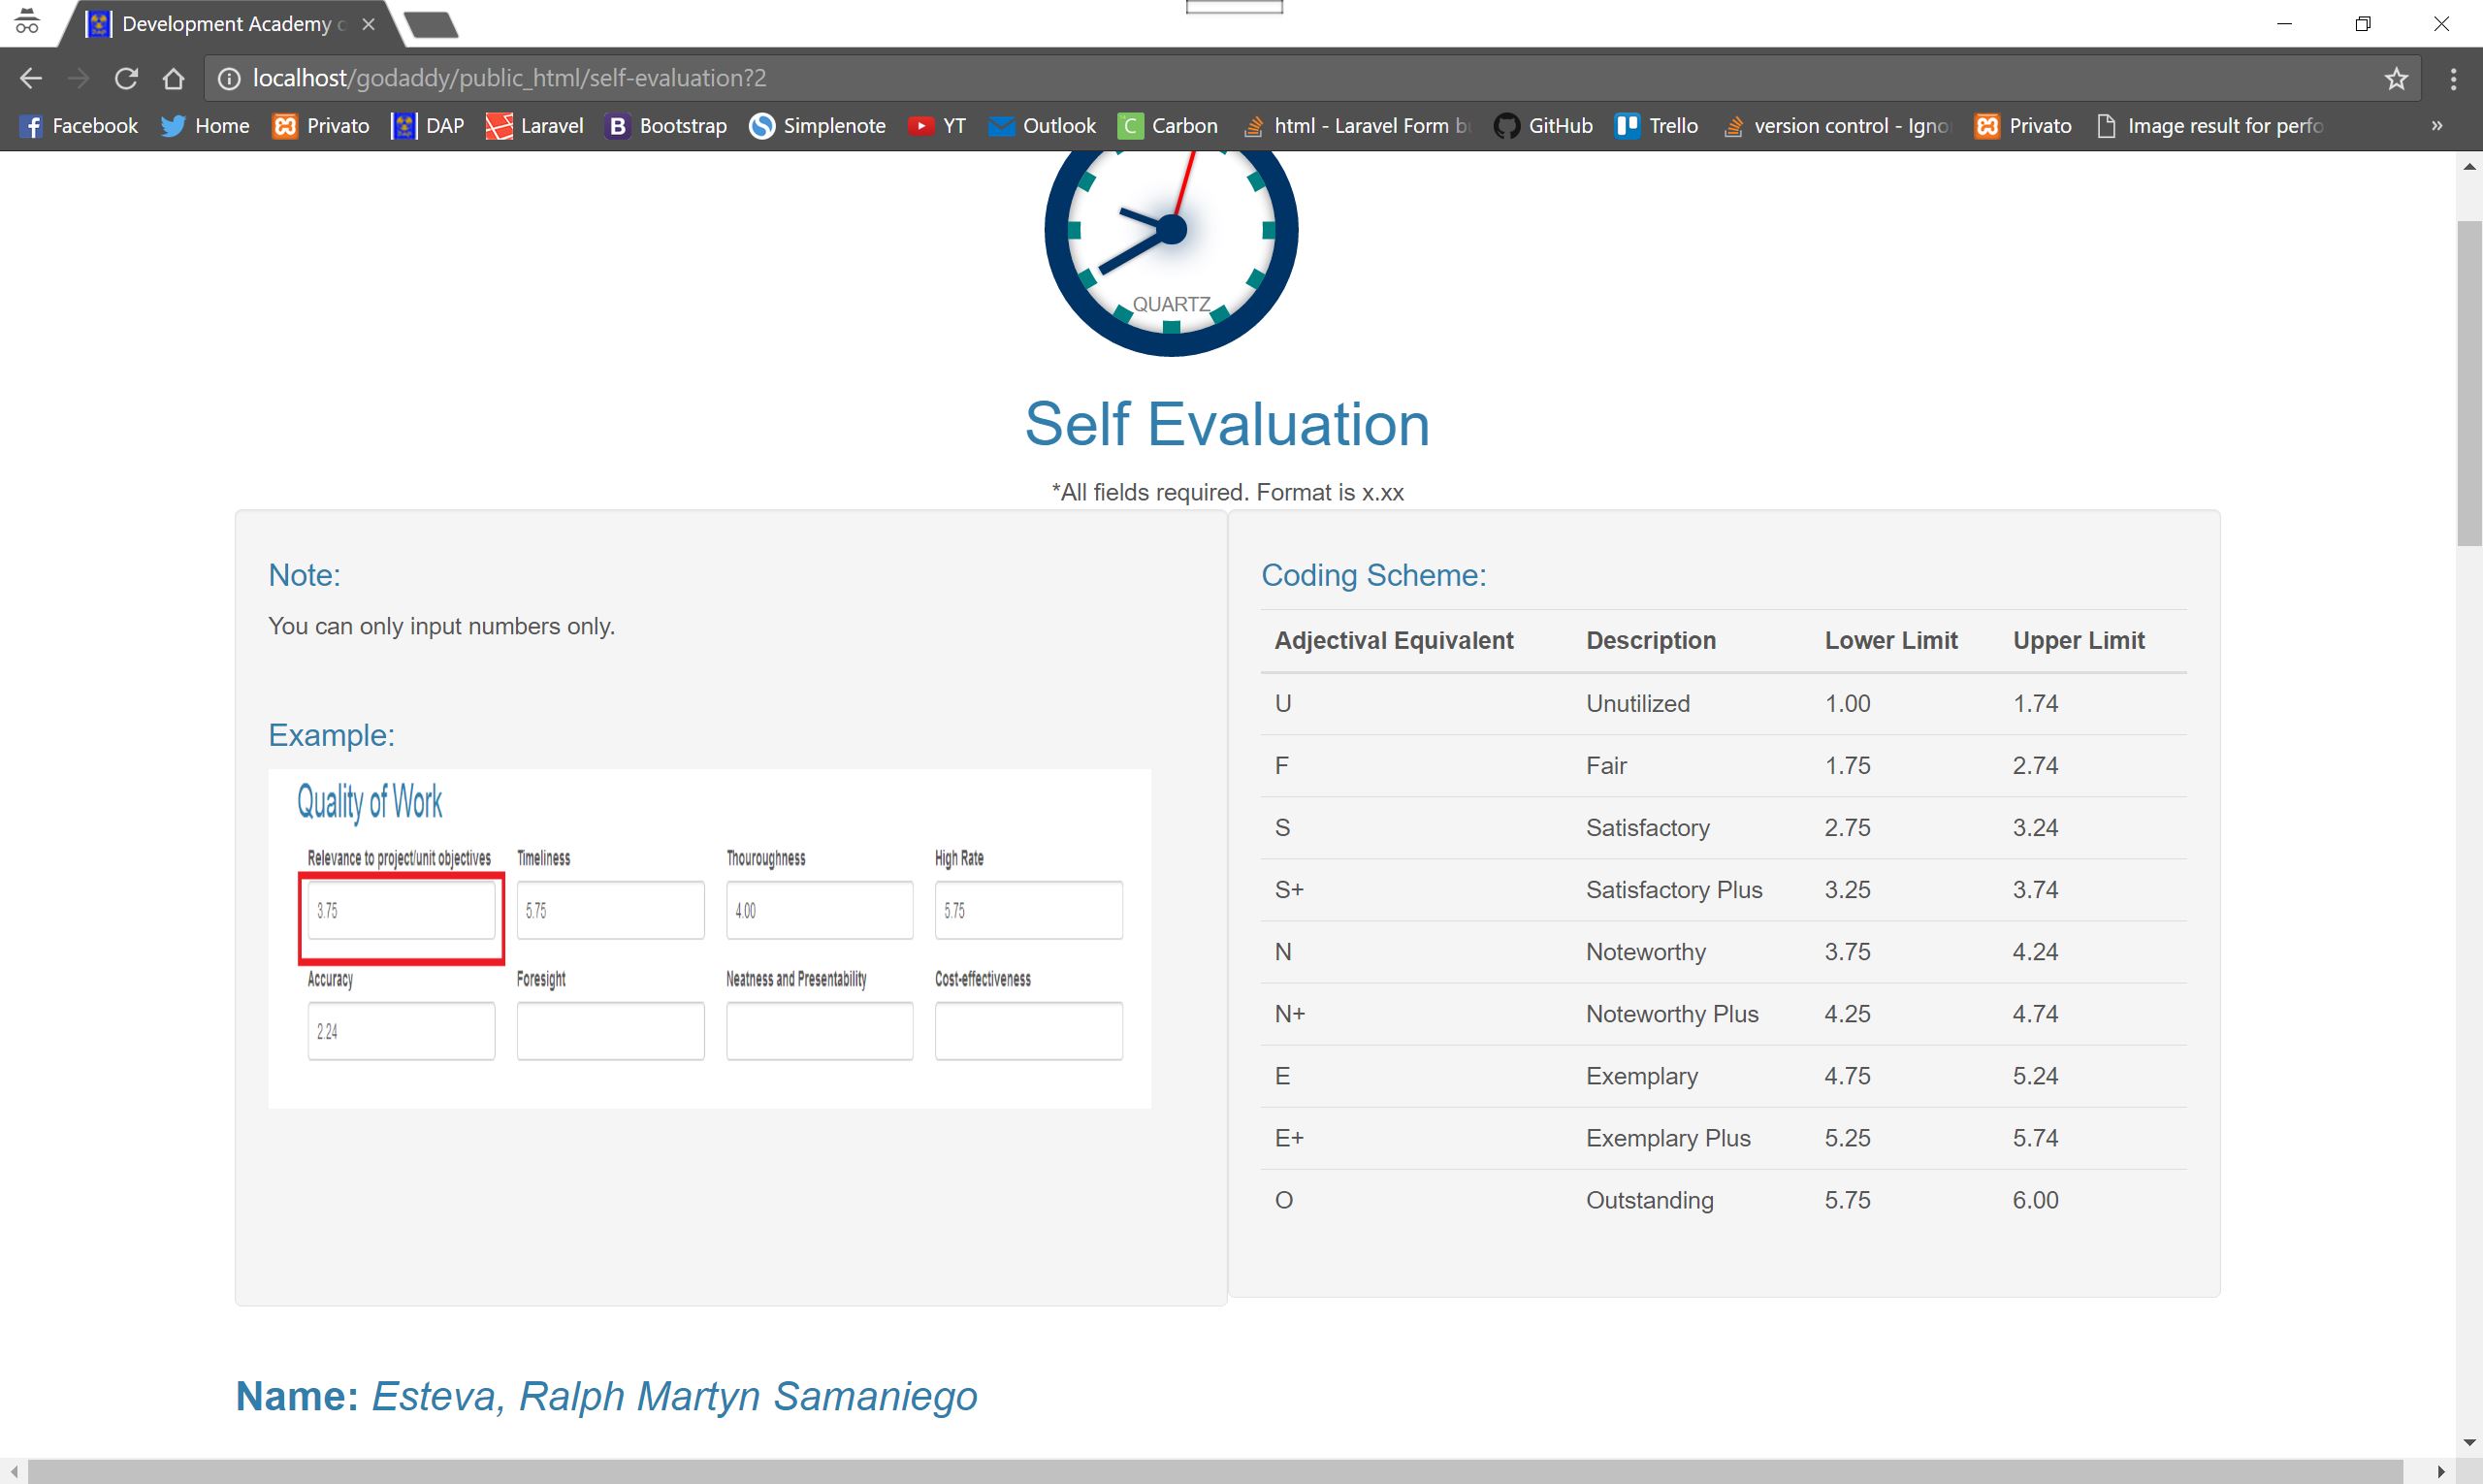 Development Academy
localhost/godaddy/public_html/self-evaluation?2
Facebook Home Privato DAP Laravel Bootstrap Simplenote YT Outlook Carbon html - Laravel Form GitHub Trello version control - Privato Image result for
QUARTZ
Self Evaluation
*All fields required. Format is x.xx
Note:
You can only input numbers only.
Example:
Quality of Work
Relevance to project/unit objectives Timeliness Thouroughness High Rate
3.75 5.75 4.00 5.75
Accuracy Foresight Neatness and Presentability Cost-effectiveness
2.24
Coding Scheme:
Adjectival Equivalent Description Lower Limit Upper Limit
U Unutilized 1.00 1.74
F Fair 1.75 2.74
S Satisfactory 2.75 3.24
S+ Satisfactory Plus 3.25 3.74
N Noteworthy 3.75 4.24
N+ Noteworthy Plus 4.25 4.74
E Exemplary 4.75 5.24
E+ Exemplary Plus 5.25 5.74
O Outstanding 5.75 6.00
Name: Esteva, Ralph Martyn Samaniego